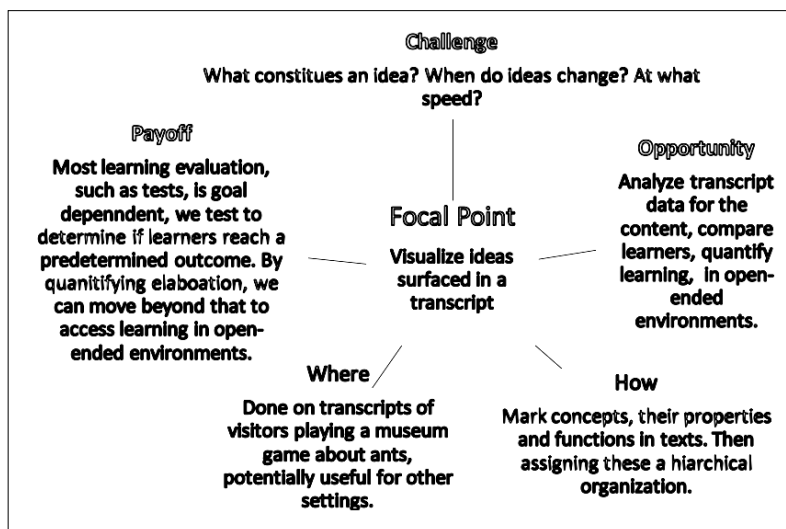 Challenge
What constitues an idea? When do ideas change? At what
speed?
Payoff
Most learning evaluation,
such as tests, is goal
depenndent, we test to
determine if learners reach a
predetermined outcome. By
quanitifying elaboation, we
can move beyond that to
access learning in open-
ended environments.
Opportunity
Analyze transcript
data for the
content, compare
learners, quantify
learning, in open-
ended
environments.
Focal Point
Visualize ideas
surfaced in a
transcript
Where
Done on transcripts of
visitors playing a museum
game about ants,
potentially useful for other
settings.
How
Mark concepts, their properties
and functions in texts. Then
assigning these a hiarchical
organization.